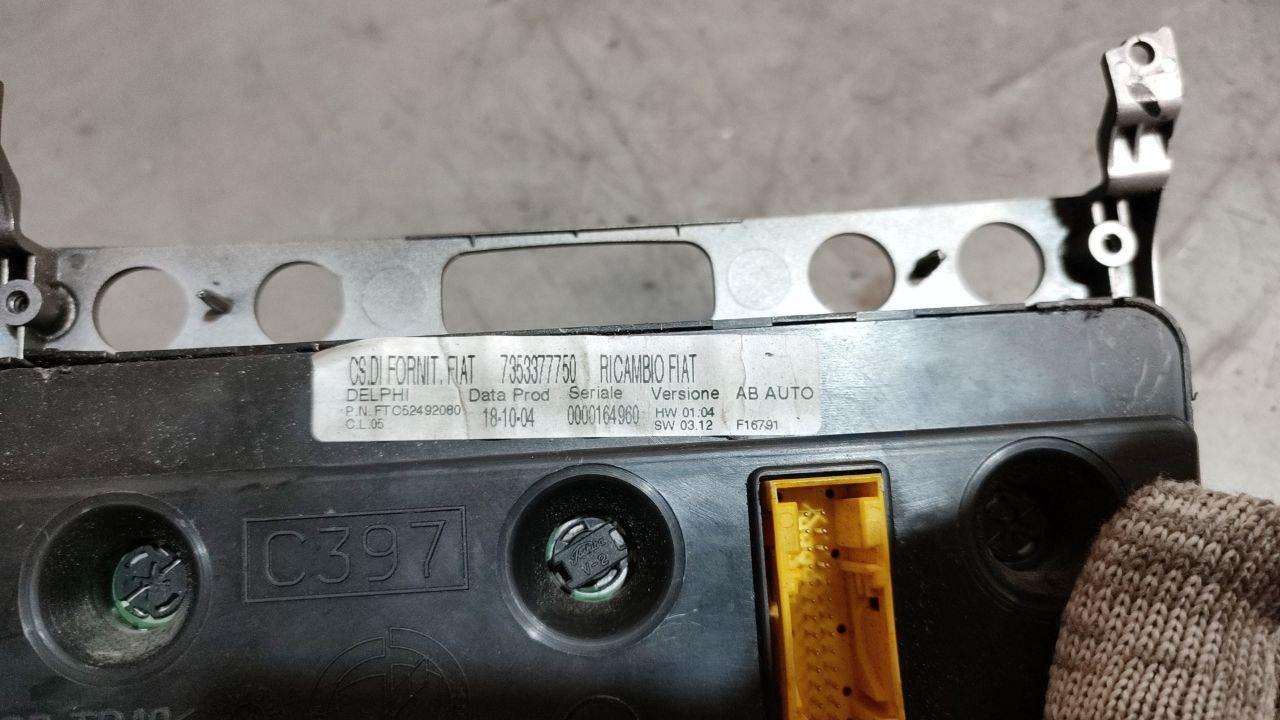 CS.DI FORNIT. FIAT 7353377750 RICAMBIO FIAT
DELPHI Data Prod Seriale Versione AB AUTO
P.N. FTC52492080 18-10-04 0000164960 HW 01.04
C.L. 05 SW 03.12 F16791
C397
V-2